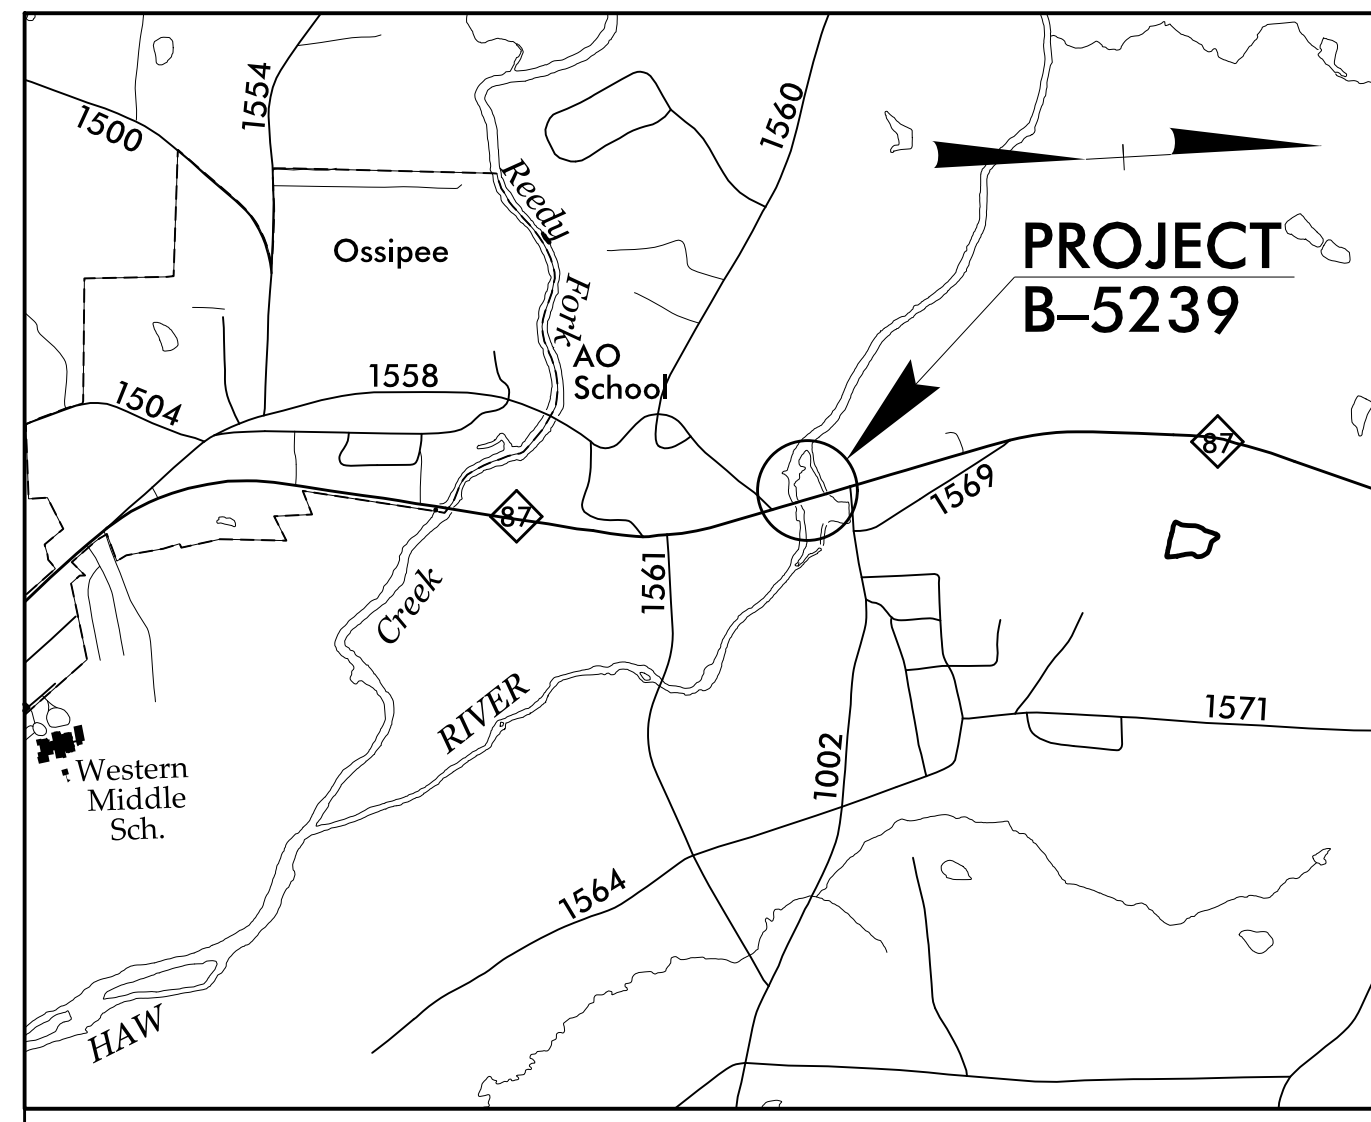 1500
1554
1560
Reedy
Fork
Ossipee
PROJECT
B–5239
AO
School
1558
1504
87
87
1569
1561
Creek
RIVER
1571
1002
Western
Middle
Sch.
1564
HAW